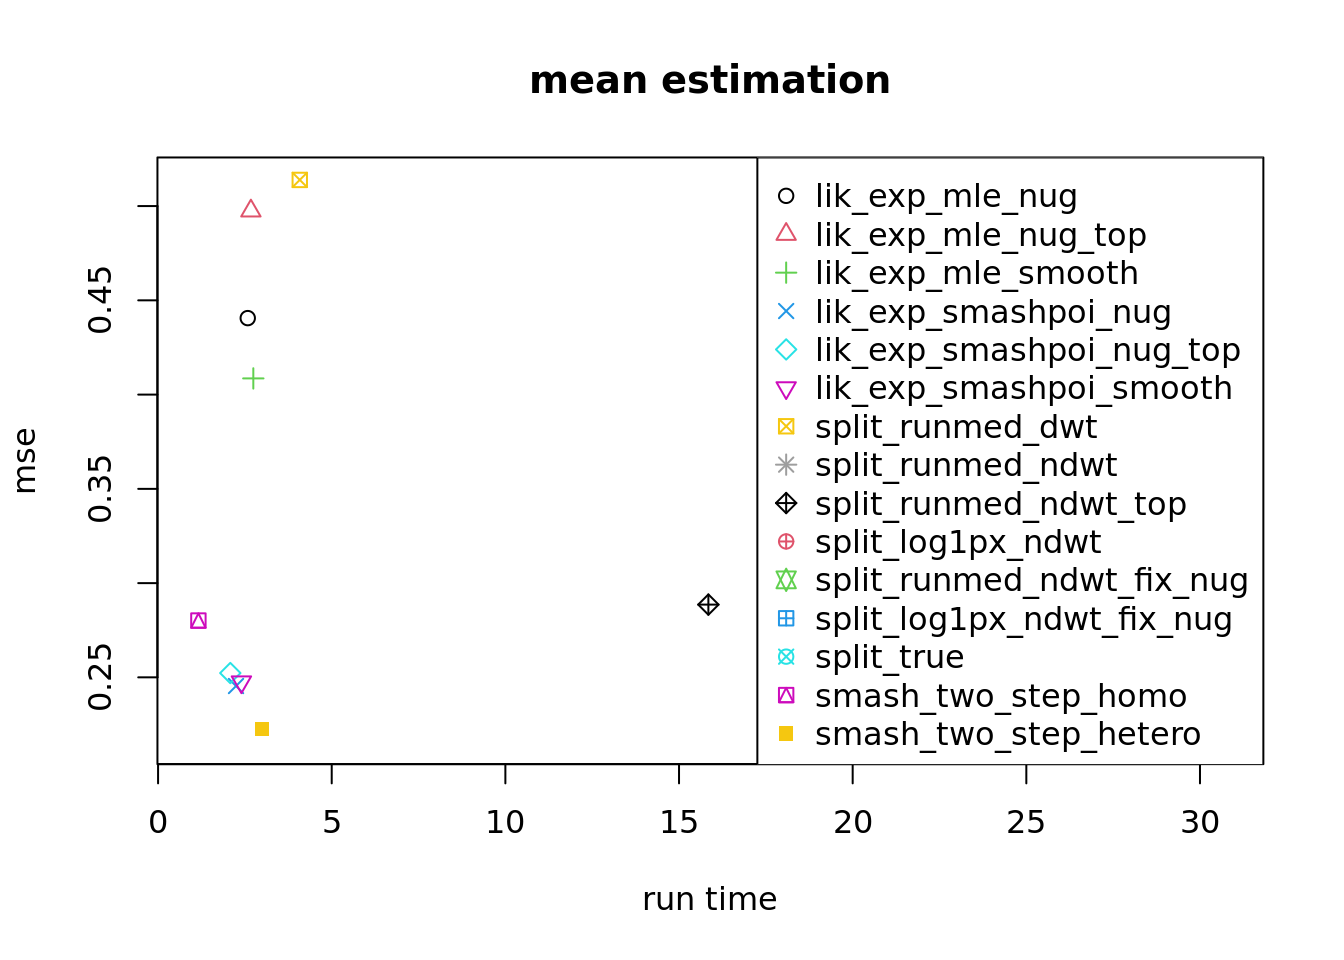 mean estimation
mse
0.45
0.35
0.25
lik_exp_mle_nug
lik_exp_mle_nug_top
lik_exp_mle_smooth
lik_exp_smashpoi_nug
lik_exp_smashpoi_nug_top
lik_exp_smashpoi_smooth
split_runmed_dwt
split_runmed_ndwt
split_runmed_ndwt_top
split_log1px_ndwt
split_runmed_ndwt_fix_nug
split_log1px_ndwt_fix_nug
split_true
smash_two_step_homo
smash_two_step_hetero
0 5 10 15 20 25 30
run time